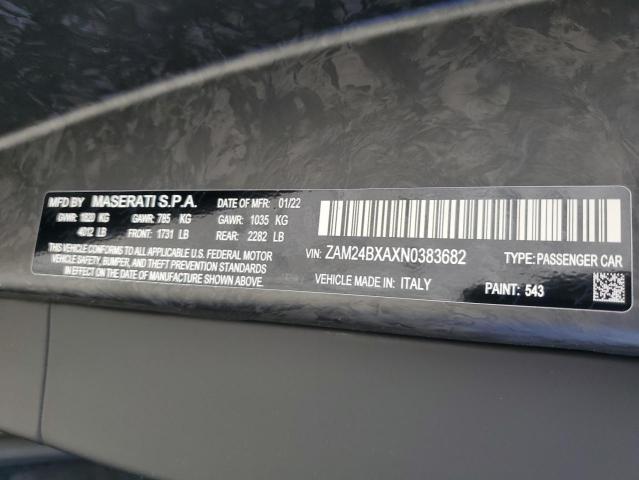 MFD BY MASERATI S.P.A. DATE OF MFR: 01/22
GVWR: 1820 KG GAWR: 785 KG GAWR: 1035 KG
4012 LB FRONT: 1731 LB REAR: 2282 LB
THIS VEHICLE CONFORMS TO ALL APPLICABLE U.S. FEDERAL MOTOR
VEHICLE SAFETY, BUMPER, AND THEFT PREVENTION STANDARDS
IN EFFECT ON THE DATE OF MANUFACTURE SHOWN ABOVE.
VIN: ZAM24BXAXN0383682 TYPE: PASSENGER CAR
VEHICLE MADE IN: ITALY PAINT: 543